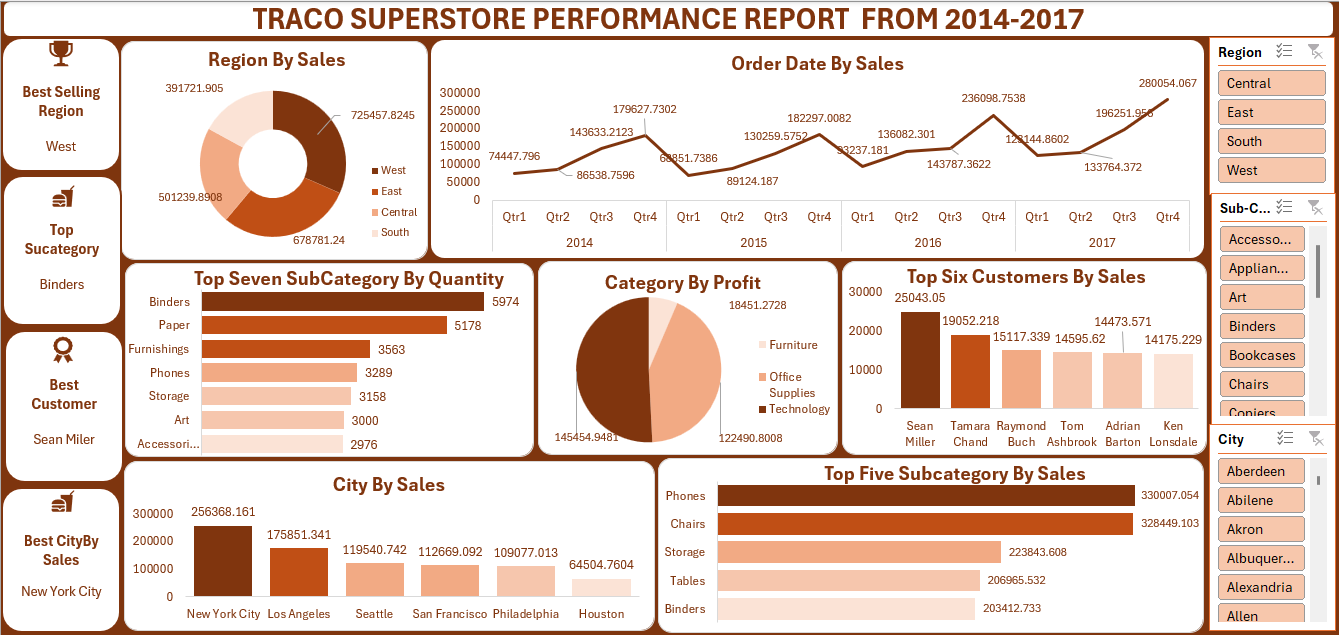 TRACO SUPERSTORE PERFORMANCE REPORT FROM 2014-2017
Best Selling
Region
West
Top
Sucategory
Binders
Best
Customer
Sean Miler
Best CityBy
Sales
New York City
Region By Sales
391721.905
725457.8245
501239.8908
678781.24
West
East
Central
South
Order Date By Sales
300000
250000
200000
150000
100000
50000
0
74447.796
86538.7596
143633.2123
179627.7302
68851.7386
89124.187
130259.5752
182297.0082
93237.181
136082.301
143787.3622
236098.7538
123144.8602
133764.372
196251.956
280054.067
Qtr1 Qtr2 Qtr3 Qtr4 Qtr1 Qtr2 Qtr3 Qtr4 Qtr1 Qtr2 Qtr3 Qtr4 Qtr1 Qtr2 Qtr3 Qtr4
2014 2015 2016 2017
Top Seven SubCategory By Quantity
Binders 5974
Paper 5178
Furnishings 3563
Phones 3289
Storage 3158
Art 3000
Accessori... 2976
Category By Profit
18451.2728
145454.9481
122490.8008
Furniture
Office
Supplies
Technology
Top Six Customers By Sales
30000
20000
10000
0
25043.05
19052.218
15117.339
14595.62
14473.571
14175.229
Sean Tamara Raymond Tom Adrian Ken
Miller Chand Buch Ashbrook Barton Lonsdale
City By Sales
300000
200000
100000
0
256368.161
175851.341
119540.742
112669.092
109077.013
64504.7604
New York City Los Angeles Seattle San Francisco Philadelphia Houston
Top Five Subcategory By Sales
Phones 330007.054
Chairs 328449.103
Storage 223843.608
Tables 206965.532
Binders 203412.733
Region
Central
East
South
West
Sub-C...
Accesso...
Applian...
Art
Binders
Bookcases
Chairs
Copiers
City
Aberdeen
Abilene
Akron
Albuquer...
Alexandria
Allen